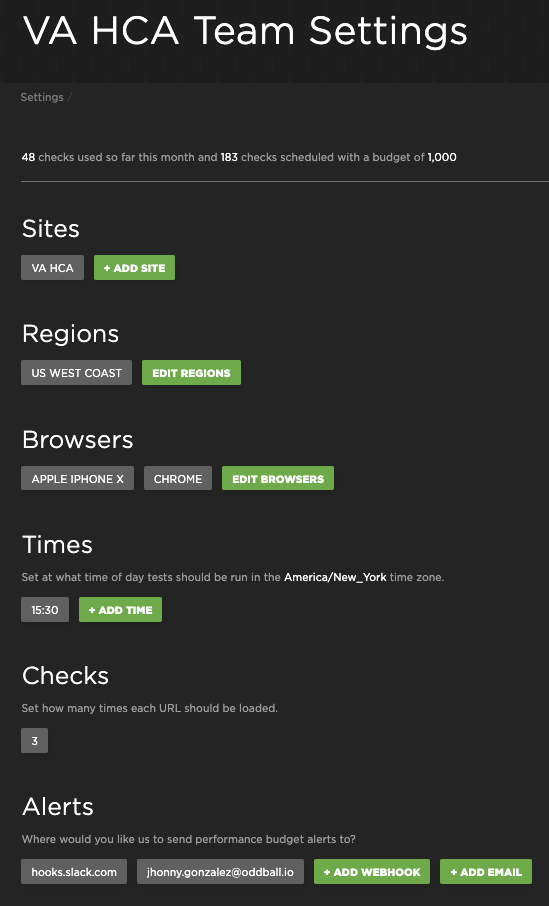 VA HCA Team Settings
Settings /
48 checks used so far this month and 183 checks scheduled with a budget of 1,000
Sites
VA HCA + ADD SITE
Regions
US WEST COAST EDIT REGIONS
Browsers
APPLE IPHONE X CHROME EDIT BROWSERS
Times
Set at what time of day tests should be run in the America/New_York time zone.
15:30 + ADD TIME
Checks
Set how many times each URL should be loaded.
3
Alerts
Where would you like us to send performance budget alerts to?
hooks.slack.com jhonny.gonzalez@oddball.io + ADD WEBHOOK + ADD EMAIL